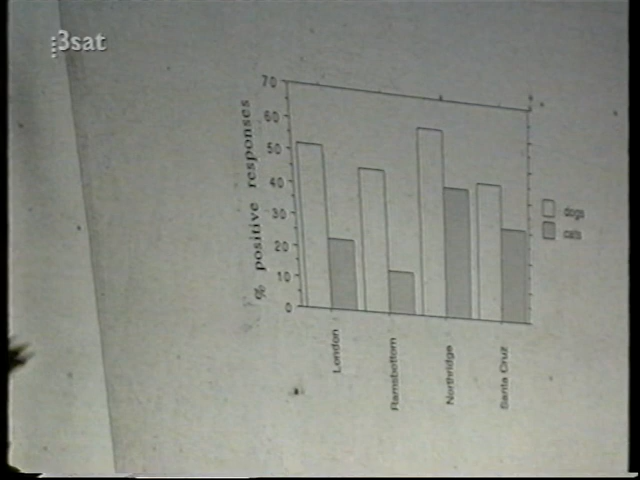 3sat
% positive responses
70
60
50
40
30
20
10
0
London
Ramsbottom
Northridge
Santa Cruz
dogs
cats